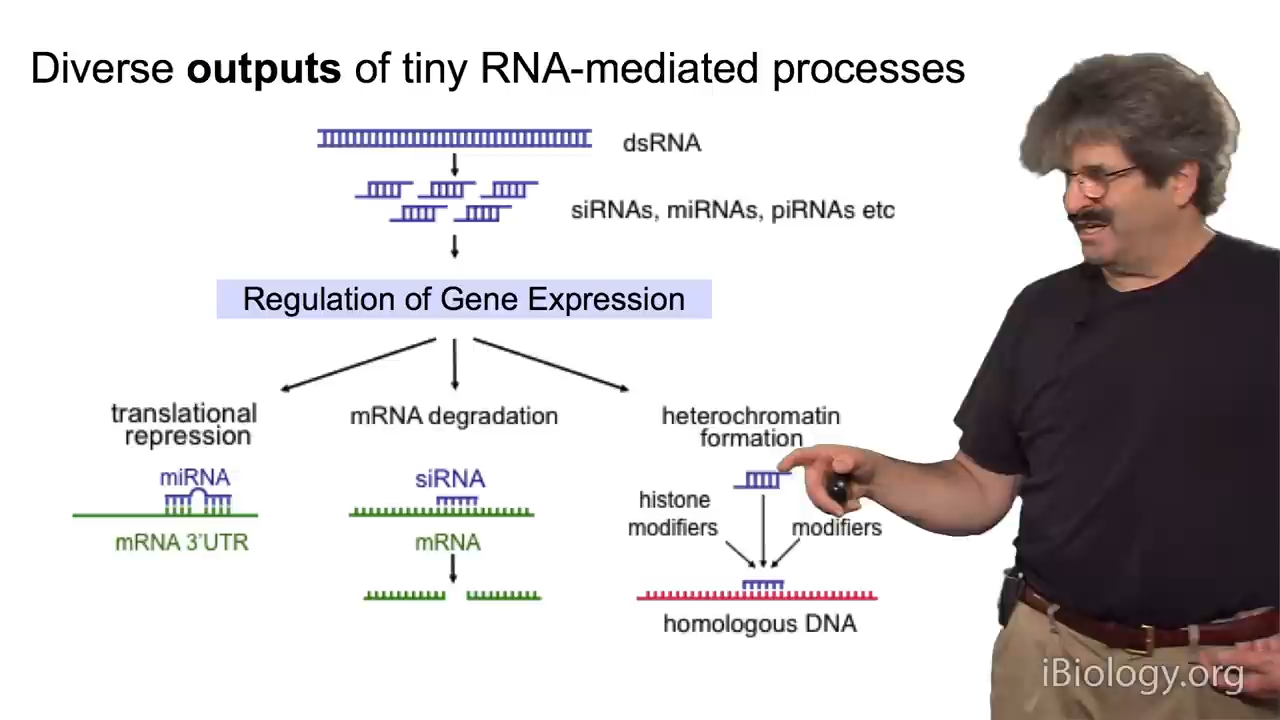 Diverse outputs of tiny RNA-mediated processes
dsRNA
siRNAs, miRNAs, piRNAs etc
Regulation of Gene Expression
translational
repression
mRNA degradation
heterochromatin
formation
miRNA
mRNA 3'UTR
siRNA
mRNA
histone
modifiers
modifiers
homologous DNA
iBiology.org